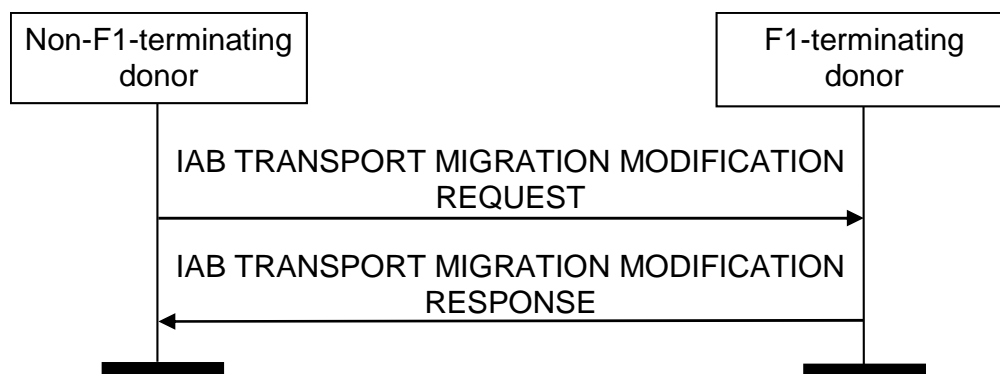 Non-F1-terminating
donor
F1-terminating
donor
IAB TRANSPORT MIGRATION MODIFICATION
REQUEST
IAB TRANSPORT MIGRATION MODIFICATION
RESPONSE